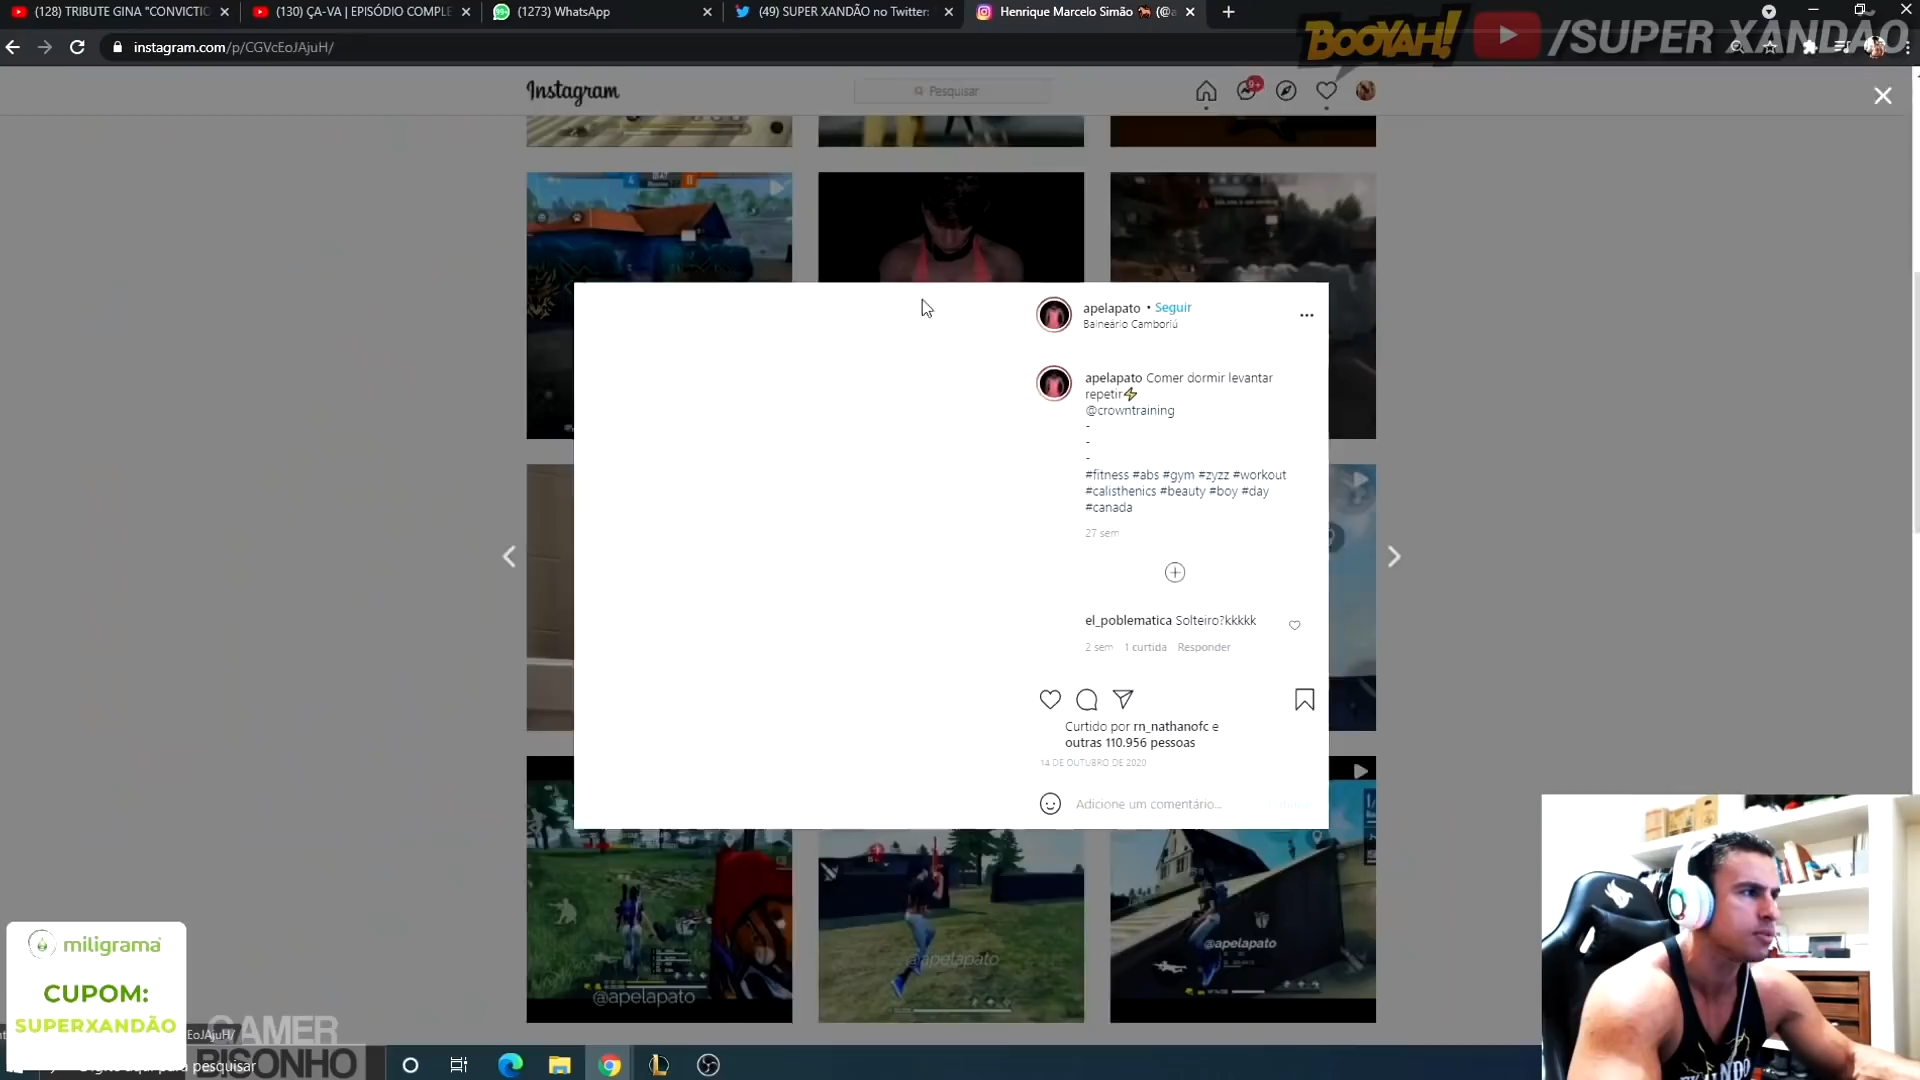 (128) TRIBUTE GINA "CONVICTIC
(130) ÇA-VA | EPISÓDIO COMPLE
(1273) WhatsApp
(49) SUPER XANDÃO no Twitter:
Henrique Marcelo Simão 🐂 (@a
instagram.com/p/CGVcEoJAjuH/
BOOYAH!
/SUPER XANDÃO
Instagram
Pesquisar
9+
apelapato • Seguir
Balneário Camboriú
apelapato Comer dormir levantar
repetir⚡
@crowntraining
-
-
-
#fitness #abs #gym #zyzz #workout
#calisthenics #beauty #boy #day
#canada
27 sem
el_poblematica Solteiro?kkkkk
2 sem 1 curtida Responder
Curtido por rn_nathanofc e
outras 110.956 pessoas
14 DE OUTUBRO DE 2020
Adicione um comentário...
@apelapato
@apelapato
@apelapato
miligrama
CUPOM:
SUPERXANDÃO
EoJAjuH/
GAMER
BISONHO
pesquisar